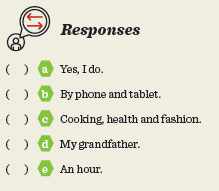 Responses
( ) a Yes, I do.
( ) b By phone and tablet.
( ) c Cooking, health and fashion.
( ) d My grandfather.
( ) e An hour.